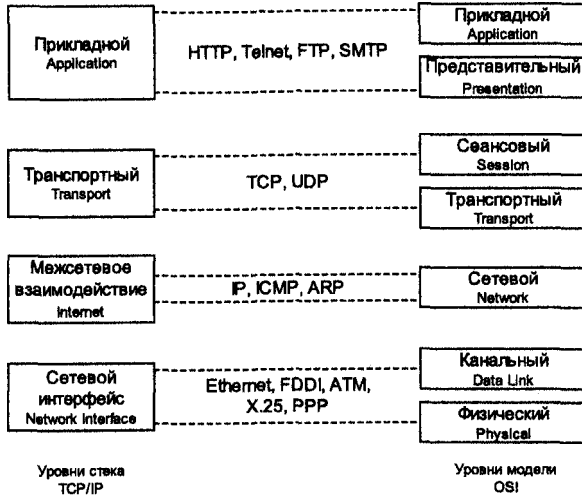 Прикладной
Application
HTTP, Telnet, FTP, SMTP
Прикладной
Application
Представительный
Presentation
Транспортный
Transport
TCP, UDP
Сеансовый
Session
Транспортный
Transport
Межсетевое
взаимодействие
Internet
IP, ICMP, ARP
Сетевой
Network
Сетевой
интерфейс
Network Interface
Ethernet, FDDI, ATM,
X.25, PPP
Канальный
Data Link
Физический
Physical
Уровни стека
TCP/IP
Уровни модели
OSI